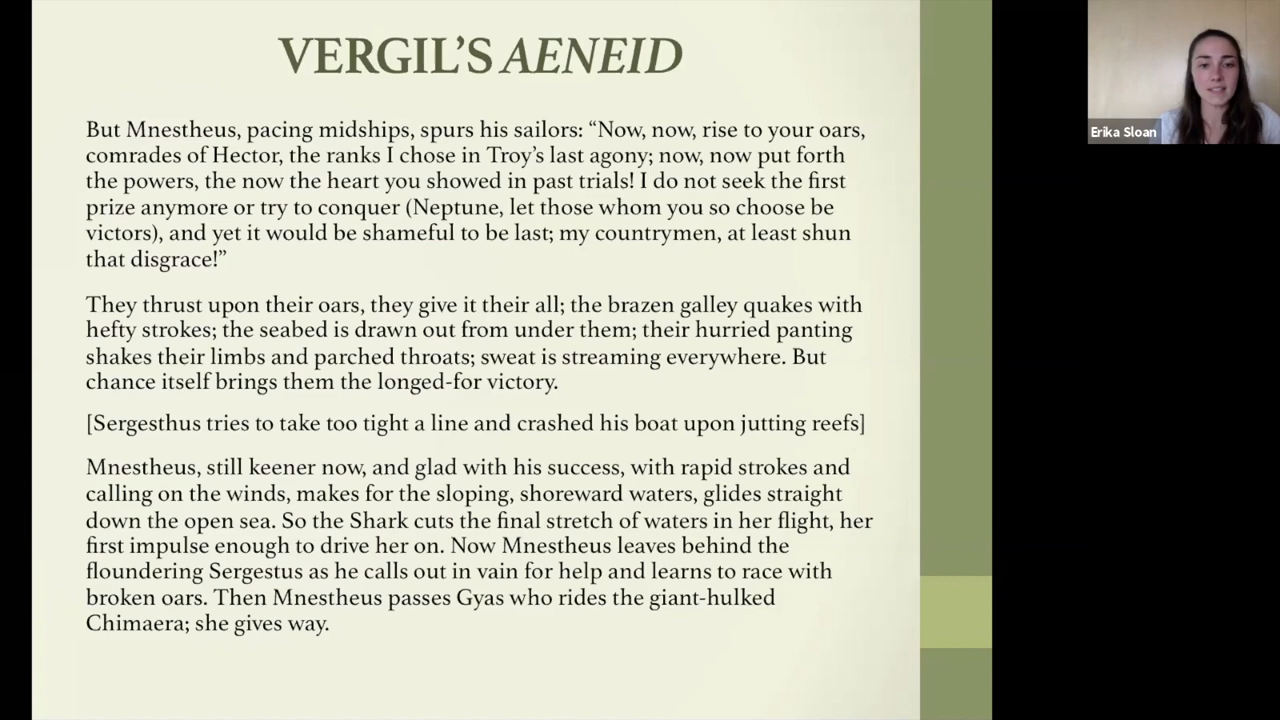 VERGIL'S AENEID
But Mnestheus, pacing midships, spurs his sailors: “Now, now, rise to your oars,
comrades of Hector, the ranks I chose in Troy’s last agony; now, now put forth
the powers, the now the heart you showed in past trials! I do not seek the first
prize anymore or try to conquer (Neptune, let those whom you so choose be
victors), and yet it would be shameful to be last; my countrymen, at least shun
that disgrace!”
They thrust upon their oars, they give it their all; the brazen galley quakes with
hefty strokes; the seabed is drawn out from under them; their hurried panting
shakes their limbs and parched throats; sweat is streaming everywhere. But
chance itself brings them the longed-for victory.
[Sergesthus tries to take too tight a line and crashed his boat upon jutting reefs]
Mnestheus, still keener now, and glad with his success, with rapid strokes and
calling on the winds, makes for the sloping, shoreward waters, glides straight
down the open sea. So the Shark cuts the final stretch of waters in her flight, her
first impulse enough to drive her on. Now Mnestheus leaves behind the
floundering Sergestus as he calls out in vain for help and learns to race with
broken oars. Then Mnestheus passes Gyas who rides the giant-hulked
Chimaera; she gives way.
Erika Sloan